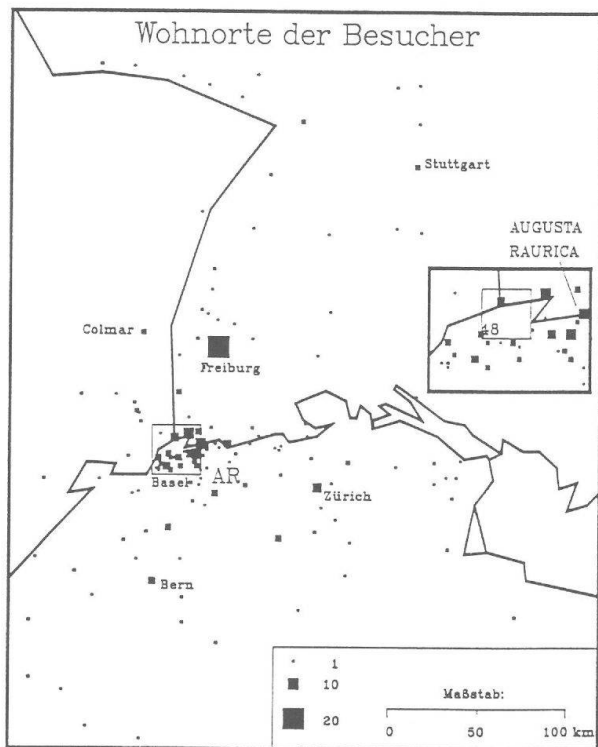 Wohnorte der Besucher
Stuttgart
AUGUSTA
RAURICA
48
Colmar
Freiburg
Basel
AR
Zürich
Bern
1
10
20
Maßstab:
0 50 100 km